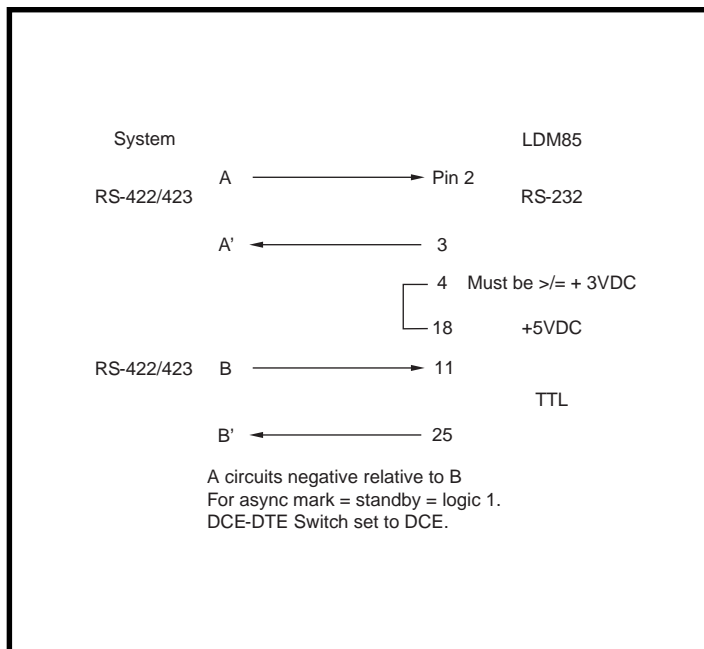 System LDM85
A Pin 2
RS-422/423 RS-232
A’ 3
4 Must be >/= + 3VDC
18 +5VDC
RS-422/423 B 11
TTL
B’ 25
A circuits negative relative to B
For async mark = standby = logic 1.
DCE-DTE Switch set to DCE.